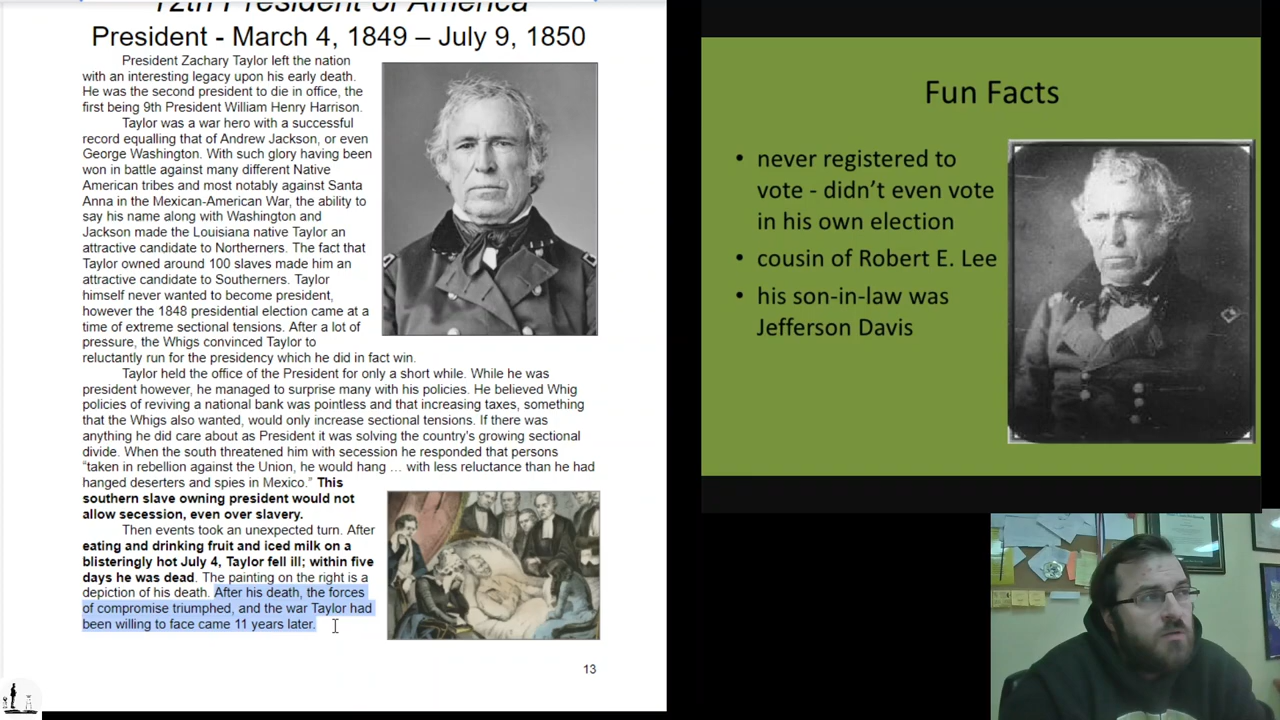 12th President of America
President - March 4, 1849 – July 9, 1850
President Zachary Taylor left the nation
with an interesting legacy upon his early death.
He was the second president to die in office, the
first being 9th President William Henry Harrison.
Taylor was a war hero with a successful
record equalling that of Andrew Jackson, or even
George Washington. With such glory having been
won in battle against many different Native
American tribes and most notably against Santa
Anna in the Mexican-American War, the ability to
say his name along with Washington and
Jackson made the Louisiana native Taylor an
attractive candidate to Northerners. The fact that
Taylor owned around 100 slaves made him an
attractive candidate to Southerners. Taylor
himself never wanted to become president,
however the 1848 presidential election came at a
time of extreme sectional tensions. After a lot of
pressure, the Whigs convinced Taylor to
reluctantly run for the presidency which he did in fact win.
Taylor held the office of the President for only a short while. While he was
president however, he managed to surprise many with his policies. He believed Whig
policies of reviving a national bank was pointless and that increasing taxes, something
that the Whigs also wanted, would only increase sectional tensions. If there was
anything he did care about as President it was solving the country's growing sectional
divide. When the south threatened him with secession he responded that persons
“taken in rebellion against the Union, he would hang … with less reluctance than he had
hanged deserters and spies in Mexico.” This
southern slave owning president would not
allow secession, even over slavery.
Then events took an unexpected turn. After
eating and drinking fruit and iced milk on a
blisteringly hot July 4, Taylor fell ill; within five
days he was dead. The painting on the right is a
depiction of his death. After his death, the forces
of compromise triumphed, and the war Taylor had
been willing to face came 11 years later.
13
Fun Facts
• never registered to
vote - didn’t even vote
in his own election
• cousin of Robert E. Lee
• his son-in-law was
Jefferson Davis